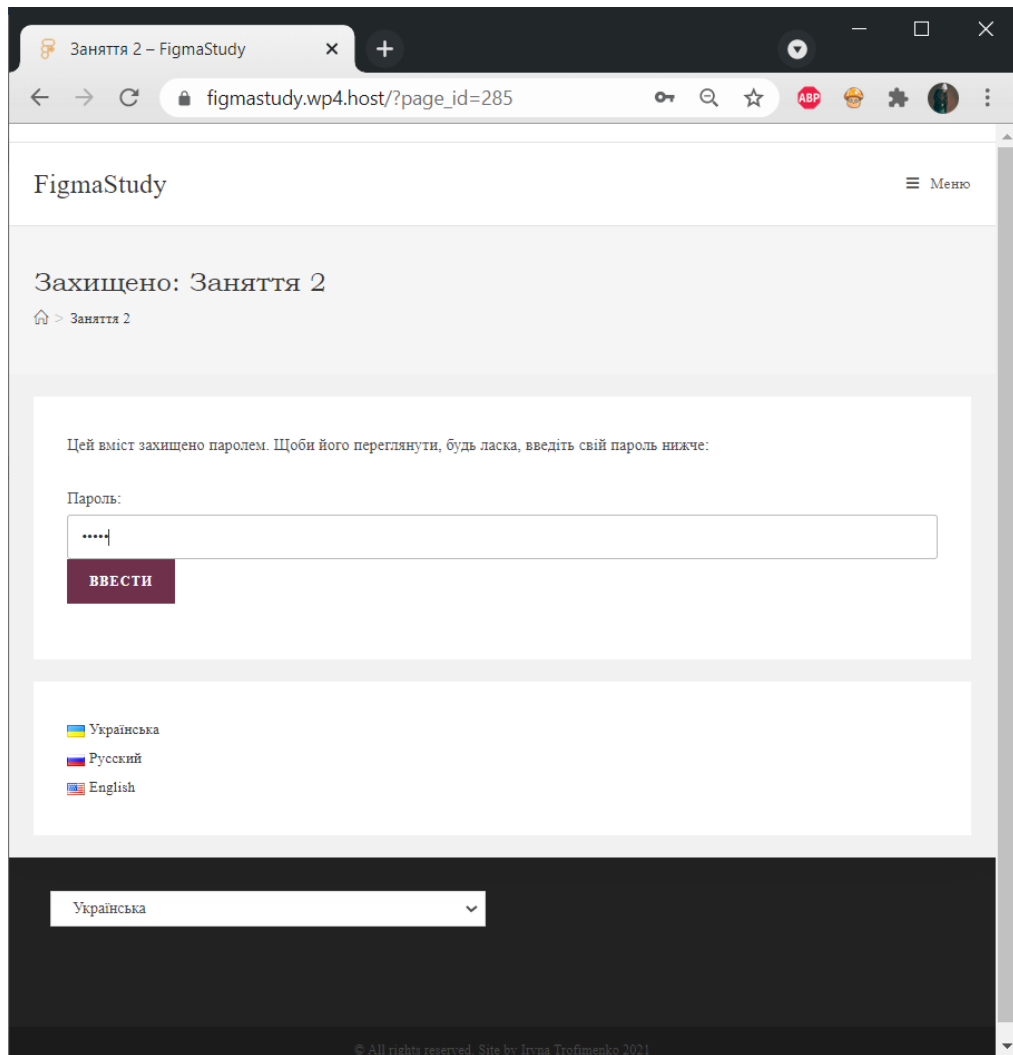 Заняття 2 – FigmaStudy
figmastudy.wp4.host/?page_id=285
ABP
FigmaStudy
Меню
Захищено: Заняття 2
> Заняття 2
Цей вміст захищено паролем. Щоби його переглянути, будь ласка, введіть свій пароль нижче:
Пароль:
•••••
ВВЕСТИ
Українська
Русский
English
Українська
© All rights reserved. Site by Iryna Trofimenko 2021